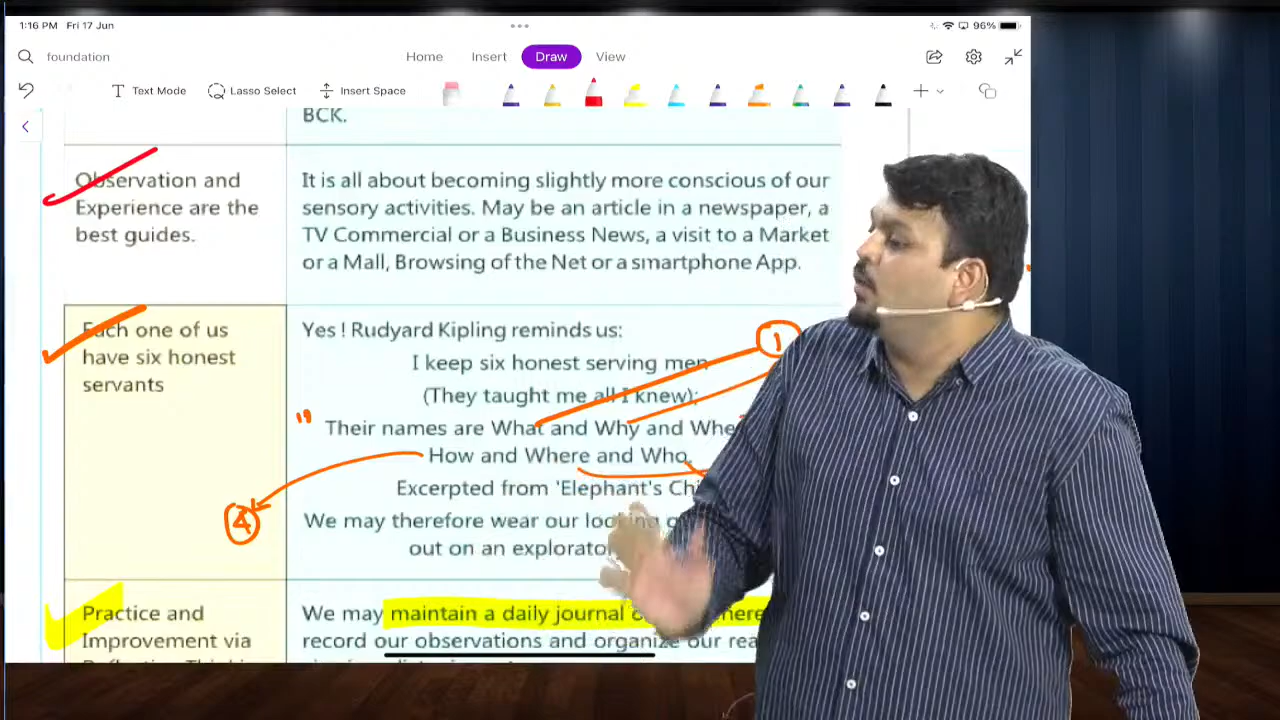 1:16 PM Fri 17 Jun
96%
foundation
Home Insert Draw View
Text Mode Lasso Select Insert Space
BCK.
Observation and
Experience are the
best guides.
It is all about becoming slightly more conscious of our
sensory activities. May be an article in a newspaper, a
TV Commercial or a Business News, a visit to a Market
or a Mall, Browsing of the Net or a smartphone App.
Each one of us
have six honest
servants
Yes ! Rudyard Kipling reminds us:
I keep six honest serving men
(They taught me all I knew);
Their names are What and Why and
How and Where and Who.
Excerpted from 'Elephant's
We may therefore wear our
out on an
1
4
Practice and
Improvement via
We may maintain a daily journal
record our observations and organize our